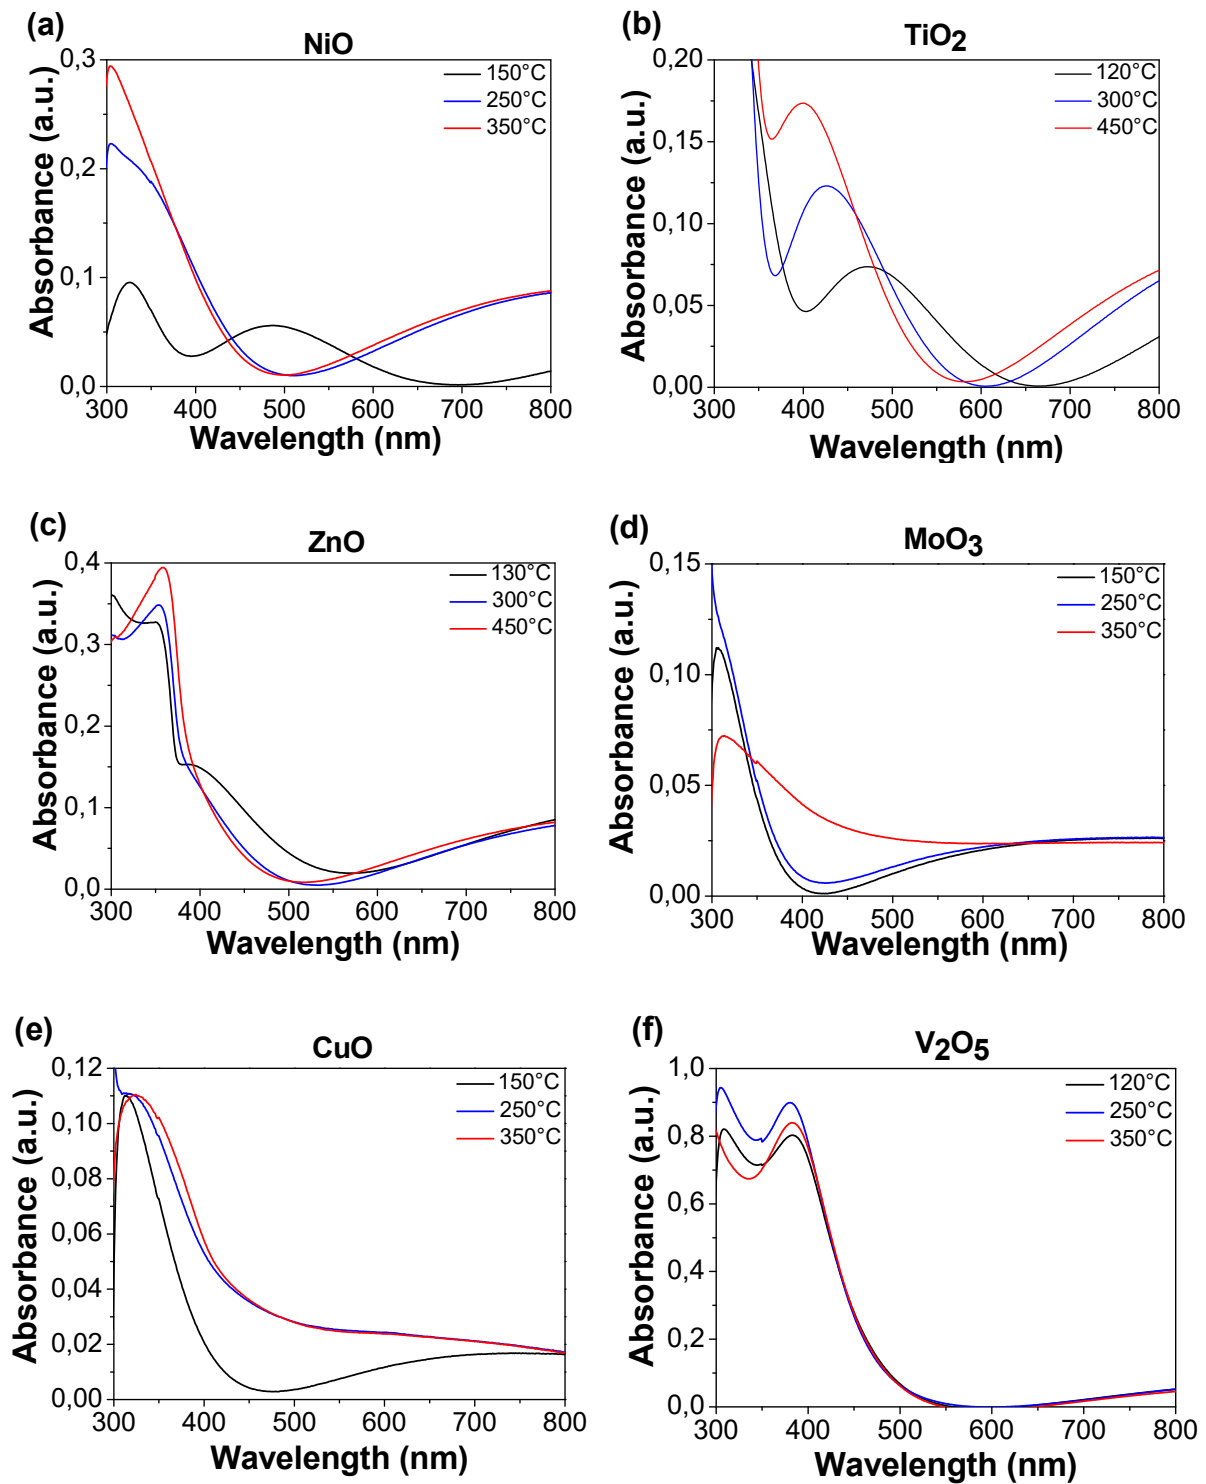 (a)
NiO
Absorbance (a.u.)
0,3
0,2
0,1
0,0
150°C
250°C
350°C
300 400 500 600 700 800
Wavelength (nm)
(b)
TiO2
Absorbance (a.u.)
0,20
0,15
0,10
0,05
0,00
120°C
300°C
450°C
300 400 500 600 700 800
Wavelength (nm)
(c)
ZnO
Absorbance (a.u.)
0,4
0,3
0,2
0,1
0,0
130°C
300°C
450°C
300 400 500 600 700 800
Wavelength (nm)
(d)
MoO3
Absorbance (a.u.)
0,15
0,10
0,05
0,00
150°C
250°C
350°C
300 400 500 600 700 800
Wavelength (nm)
(e)
CuO
Absorbance (a.u.)
0,12
0,10
0,08
0,06
0,04
0,02
0,00
150°C
250°C
350°C
300 400 500 600 700 800
Wavelength (nm)
(f)
V2O5
Absorbance (a.u.)
1,0
0,8
0,6
0,4
0,2
0,0
120°C
250°C
350°C
300 400 500 600 700 800
Wavelength (nm)